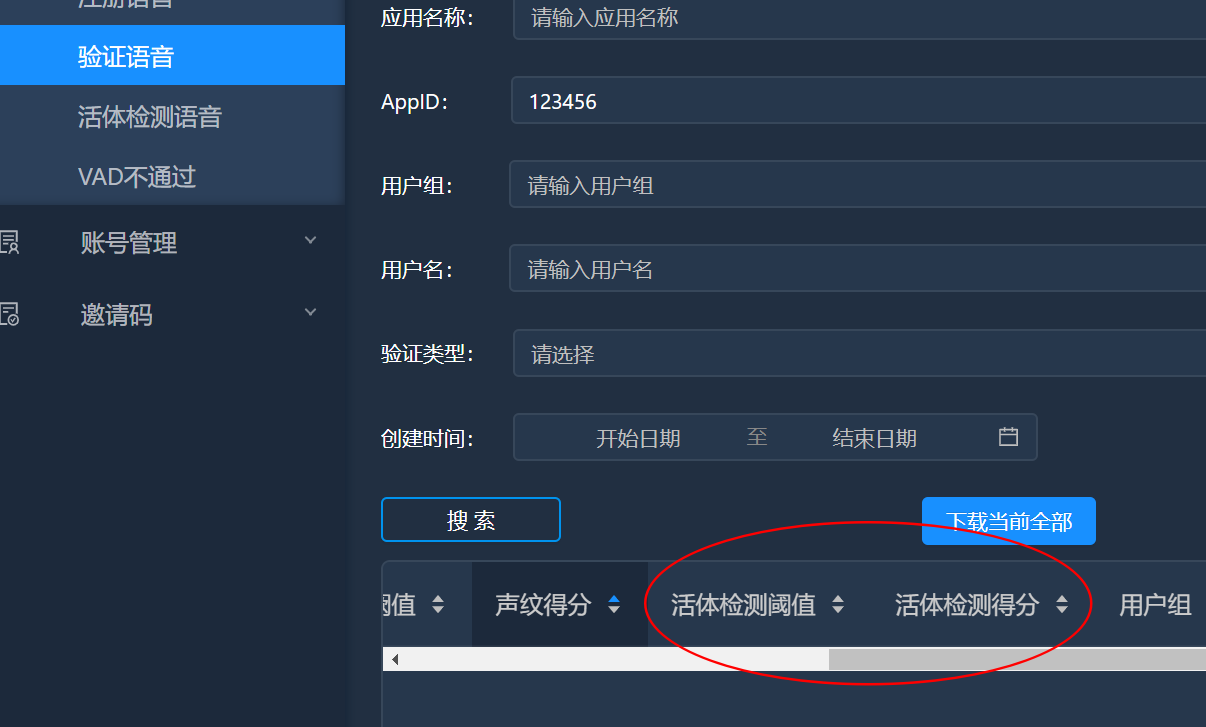 注册语音
验证语音
活体检测语音
VAD不通过
账号管理
邀请码
应用名称：
请输入应用名称
AppID：
123456
用户组：
请输入用户组
用户名：
请输入用户名
验证类型：
请选择
创建时间：
开始日期
至
结束日期
搜 索
下载当前全部
阈值
声纹得分
活体检测阈值
活体检测得分
用户组